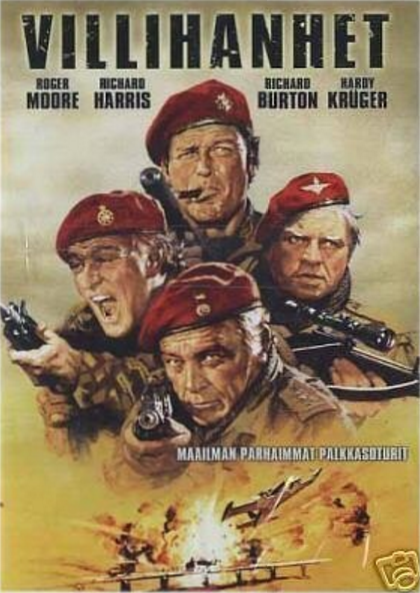 VILLIHANHET
ROGER MOORE
RICHARD HARRIS
RICHARD BURTON
HARDY KRÜGER
MAAILMAN PARHAIMMAT PALKKASOTURIT